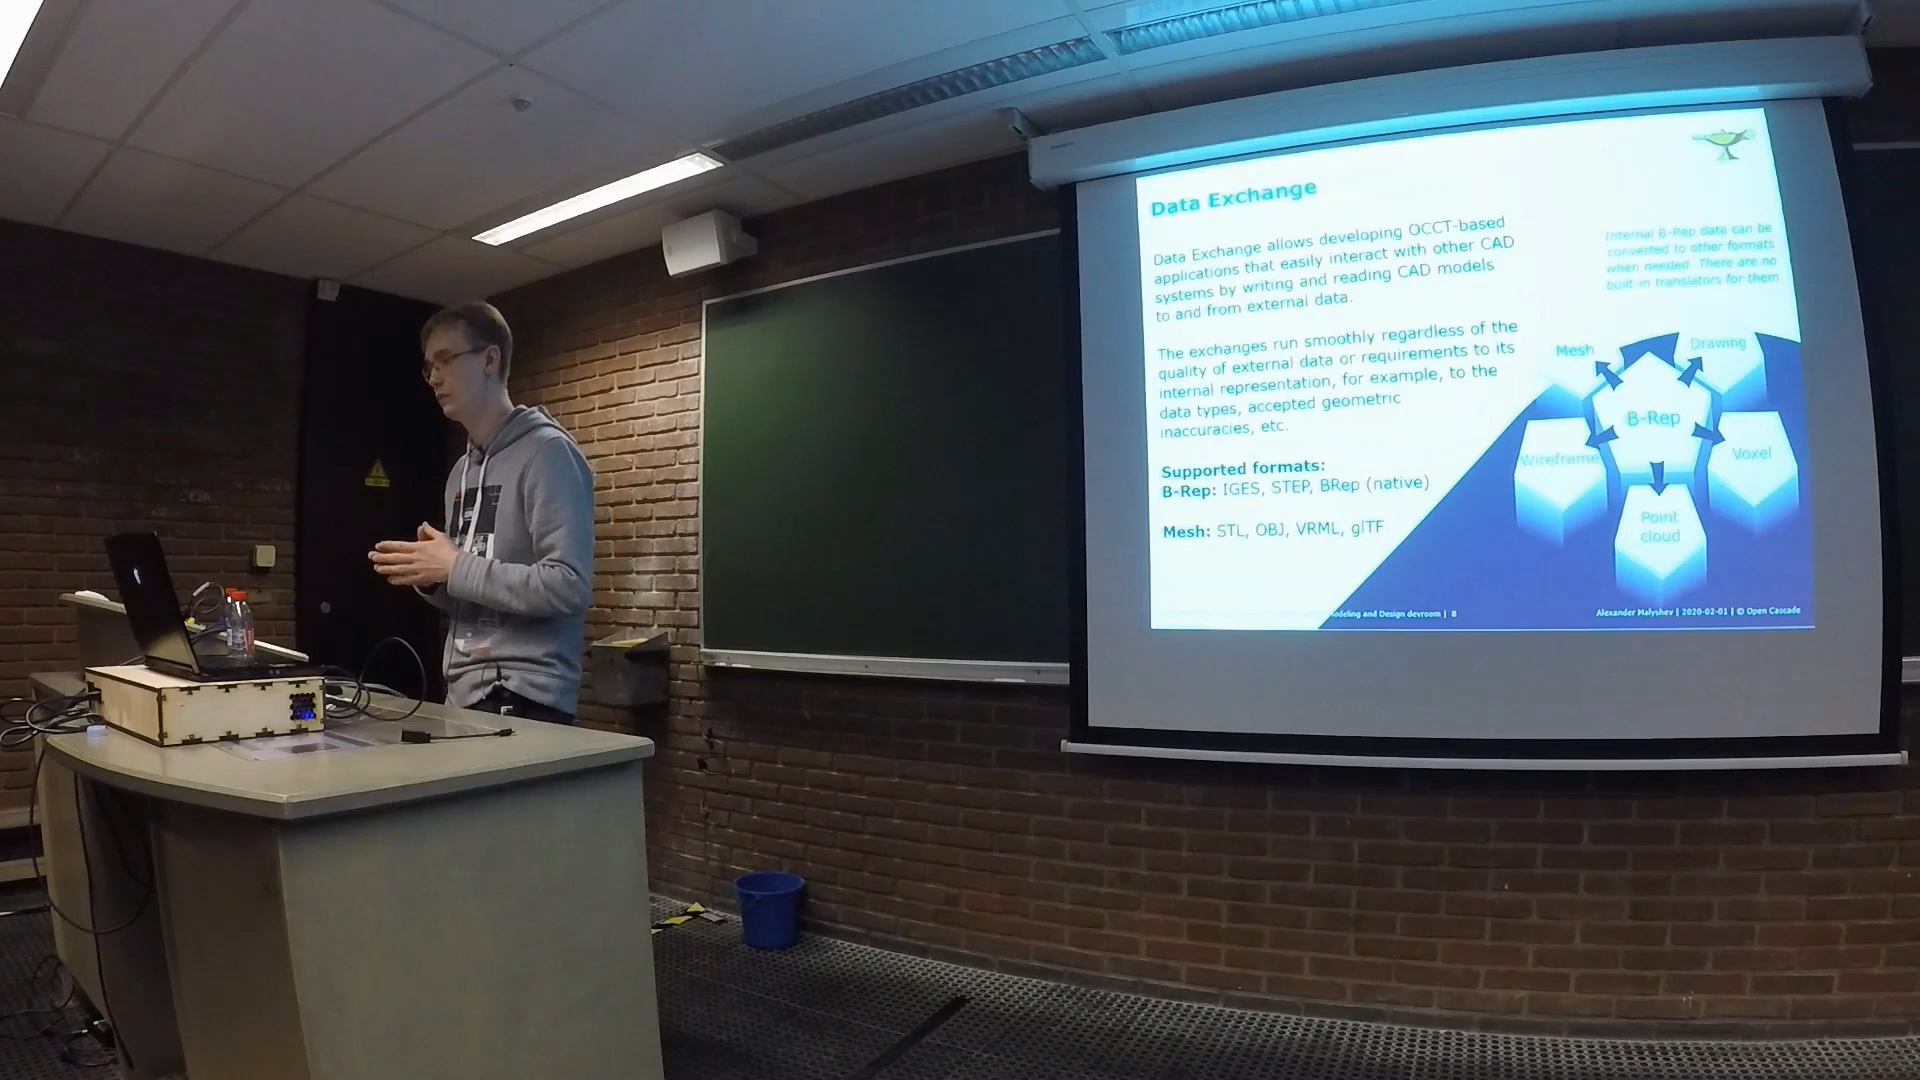 Data Exchange
Data Exchange allows developing OCCT-based
applications that easily interact with other CAD
systems by writing and reading CAD models
to and from external data.
The exchanges run smoothly regardless of the
quality of external data or requirements to its
internal representation, for example, to the
data types, accepted geometric
inaccuracies, etc.
Supported formats:
B-Rep: IGES, STEP, BRep (native)
Mesh: STL, OBJ, VRML, glTF
Internal B-Rep data can be
converted to other formats
when needed. There are no
built-in translators for them
Mesh
Drawing
B-Rep
Wireframe
Voxel
Point
cloud
Modeling and Design devroom | 8
Alexander Malyshev | 2020-02-01 | © Open Cascade